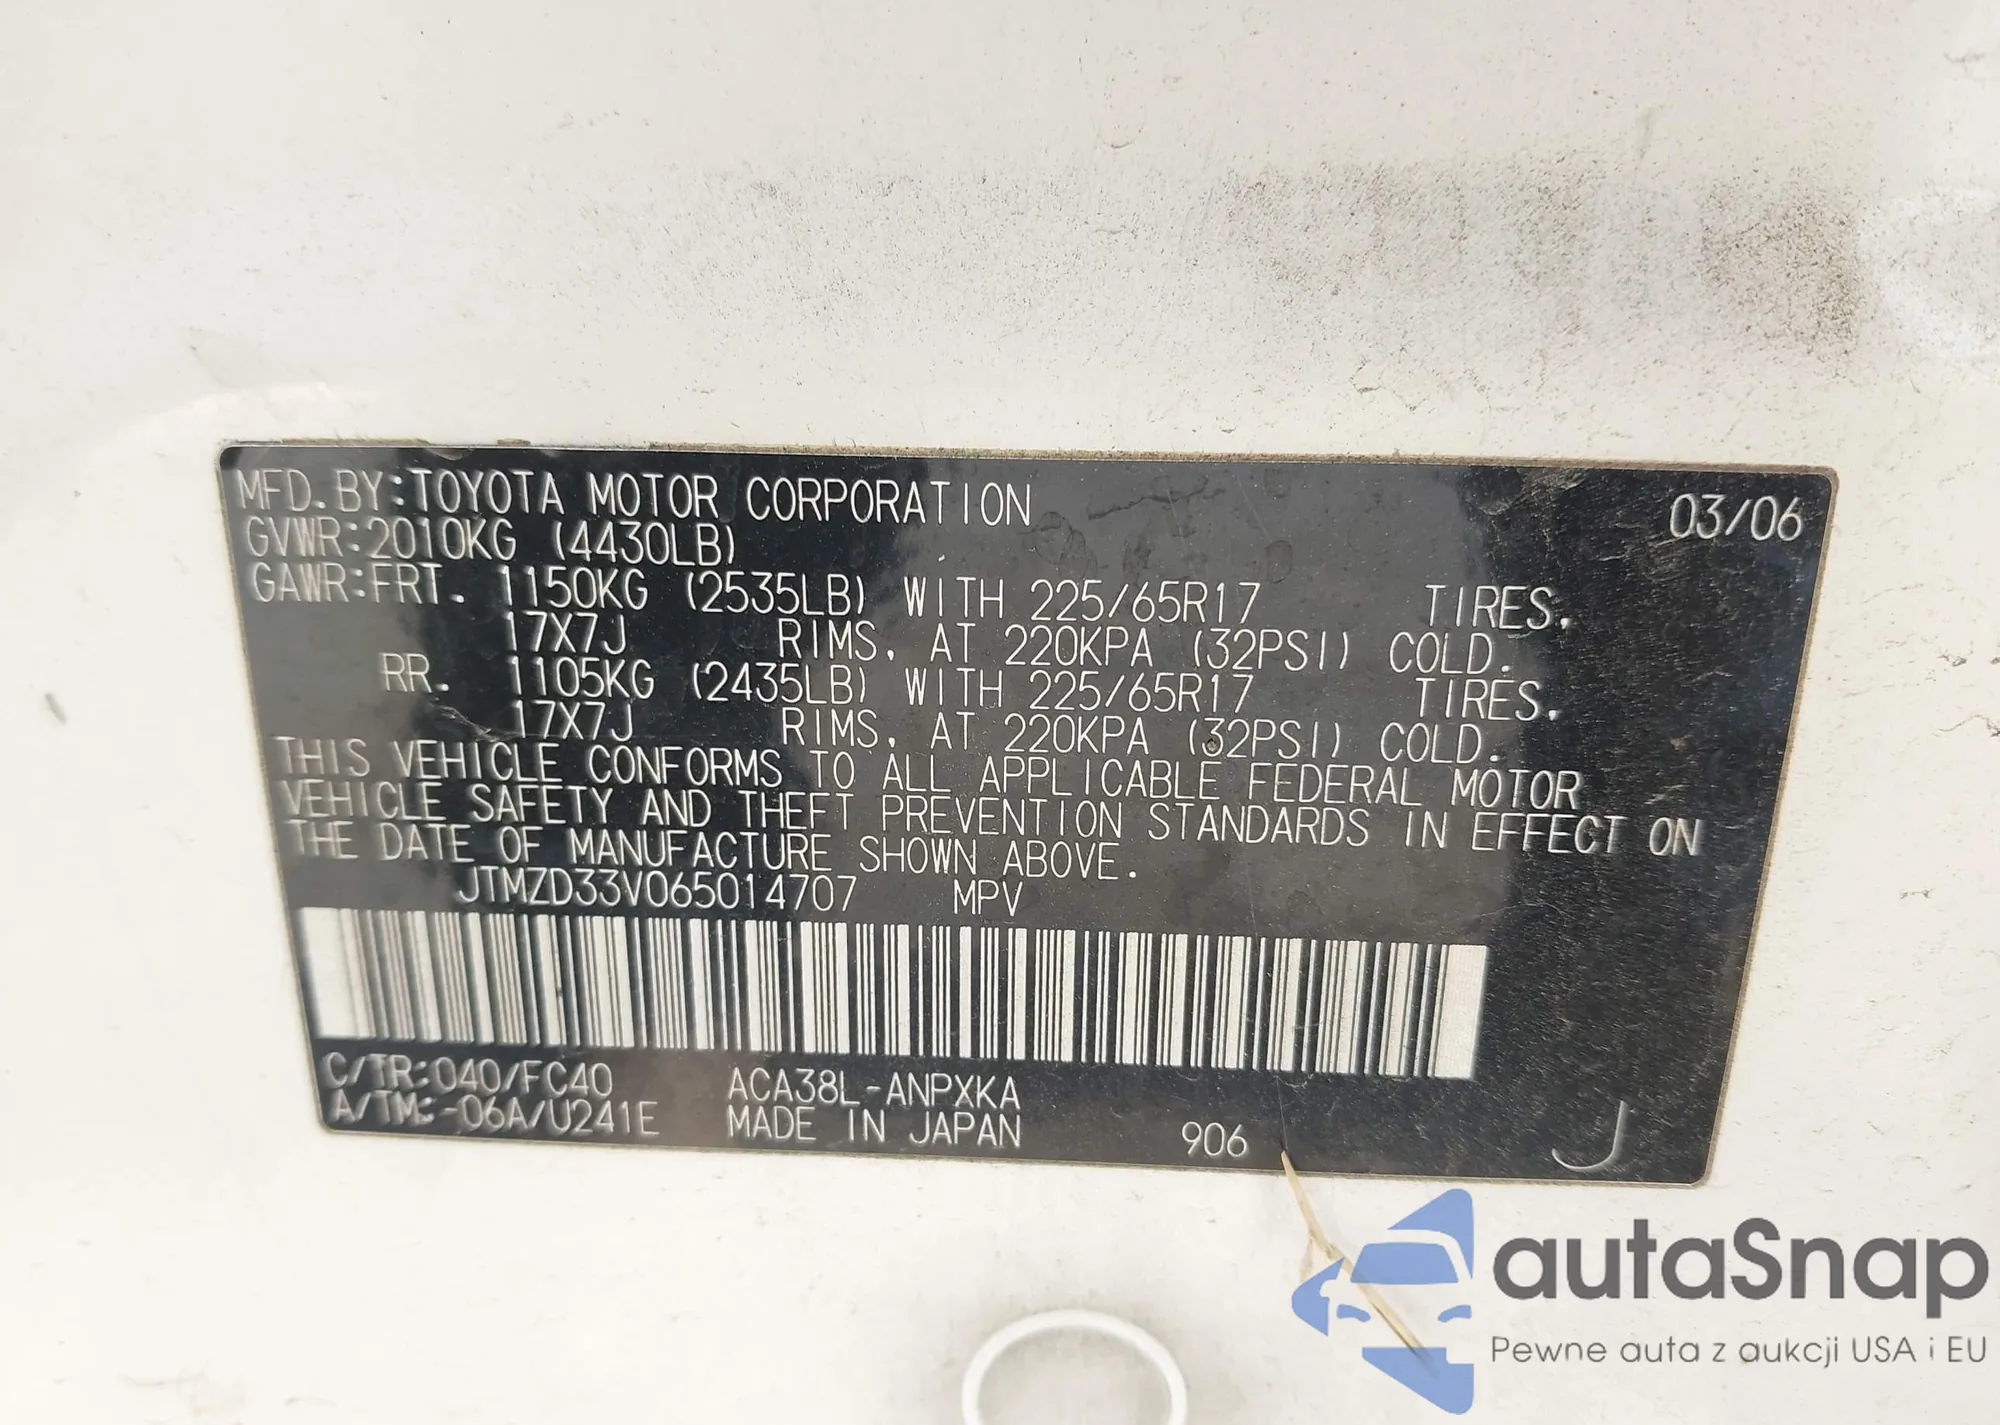 MFD.BY:TOYOTA MOTOR CORPORATION 03/06
GVWR:2010KG (4430LB)
GAWR:FRT. 1150KG (2535LB) WITH 225/65R17 TIRES,
17X7J RIMS, AT 220KPA (32PSI) COLD.
RR. 1105KG (2435LB) WITH 225/65R17 TIRES,
17X7J RIMS, AT 220KPA (32PSI) COLD.
THIS VEHICLE CONFORMS TO ALL APPLICABLE FEDERAL MOTOR
VEHICLE SAFETY AND THEFT PREVENTION STANDARDS IN EFFECT ON
THE DATE OF MANUFACTURE SHOWN ABOVE.
JTMZD33V065014707 MPV
C/TR:040/FC40 ACA38L-ANPXKA
A/TM:-06A/U241E MADE IN JAPAN 906 J
autaSnap
Pewne auta z aukcji USA i EU